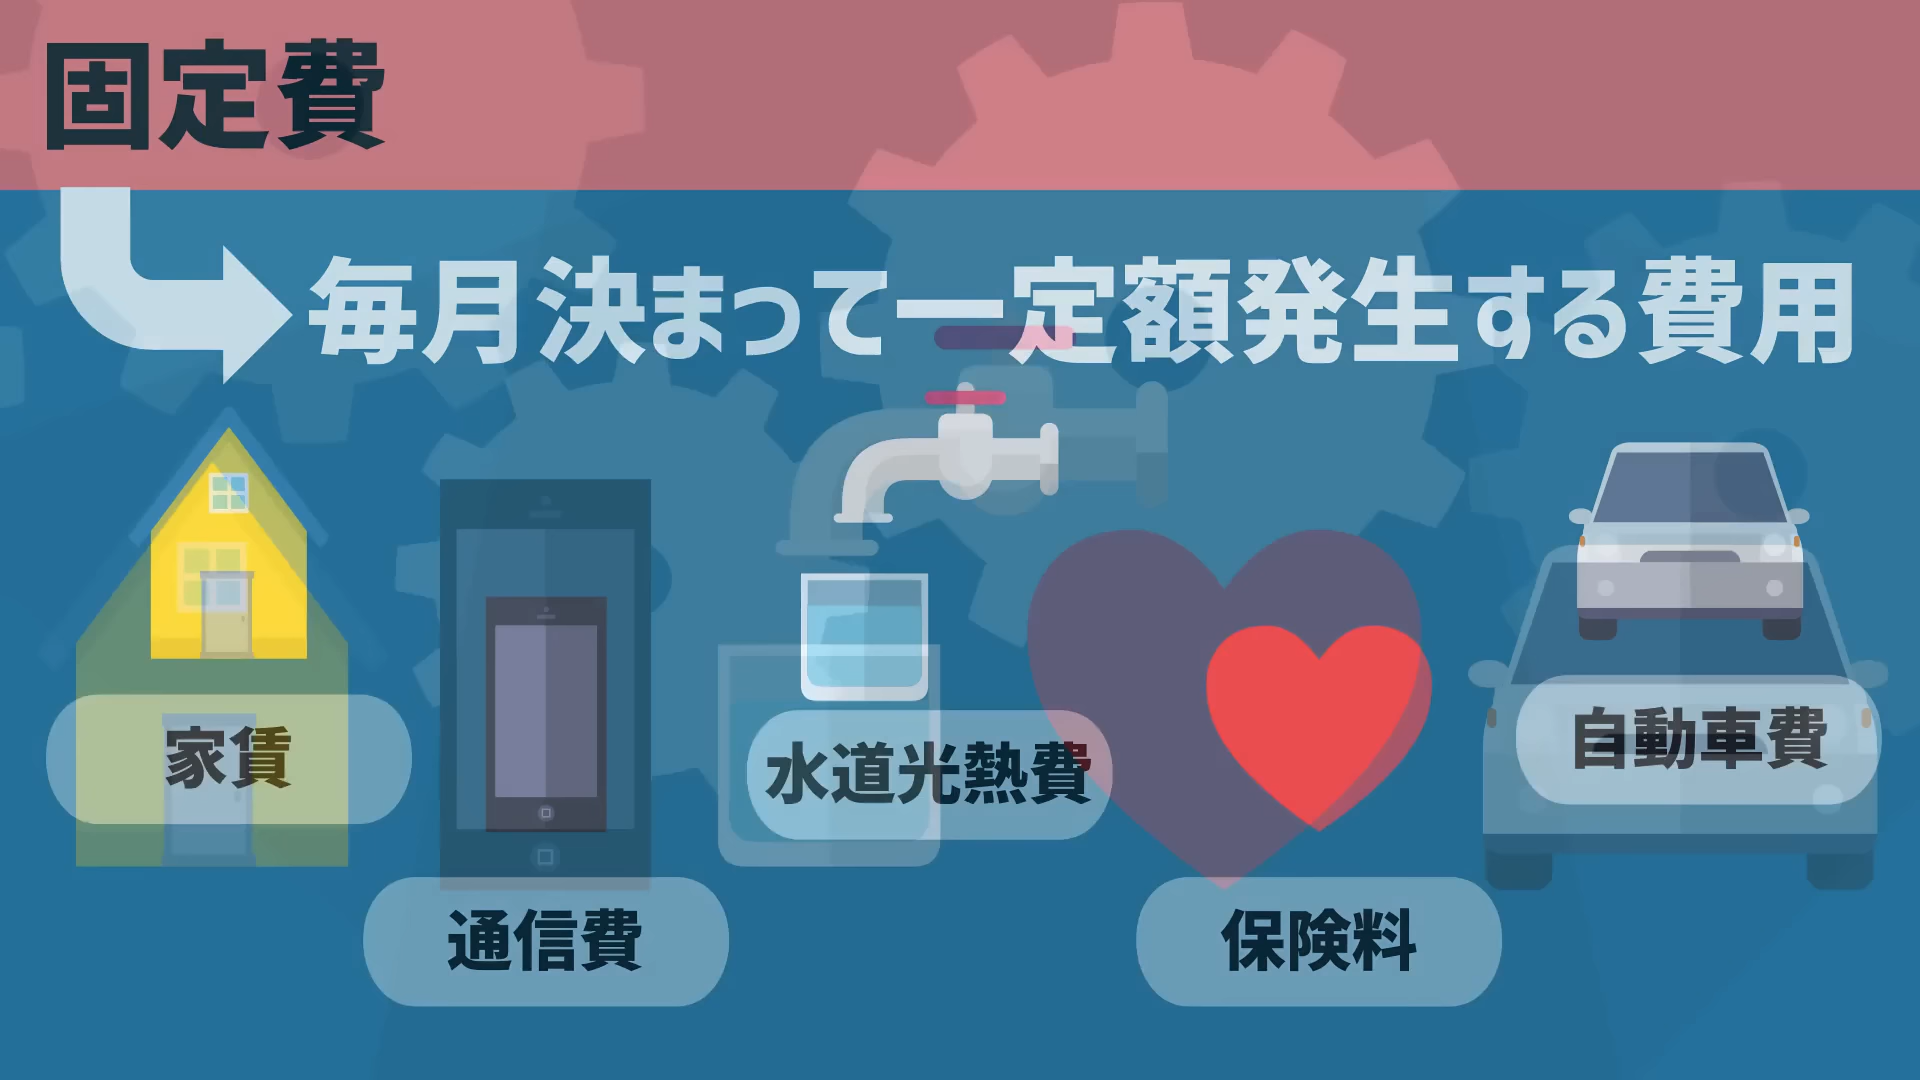 固定費
毎月決まって一定額発生する費用
家賃
通信費
水道光熱費
保険料
自動車費